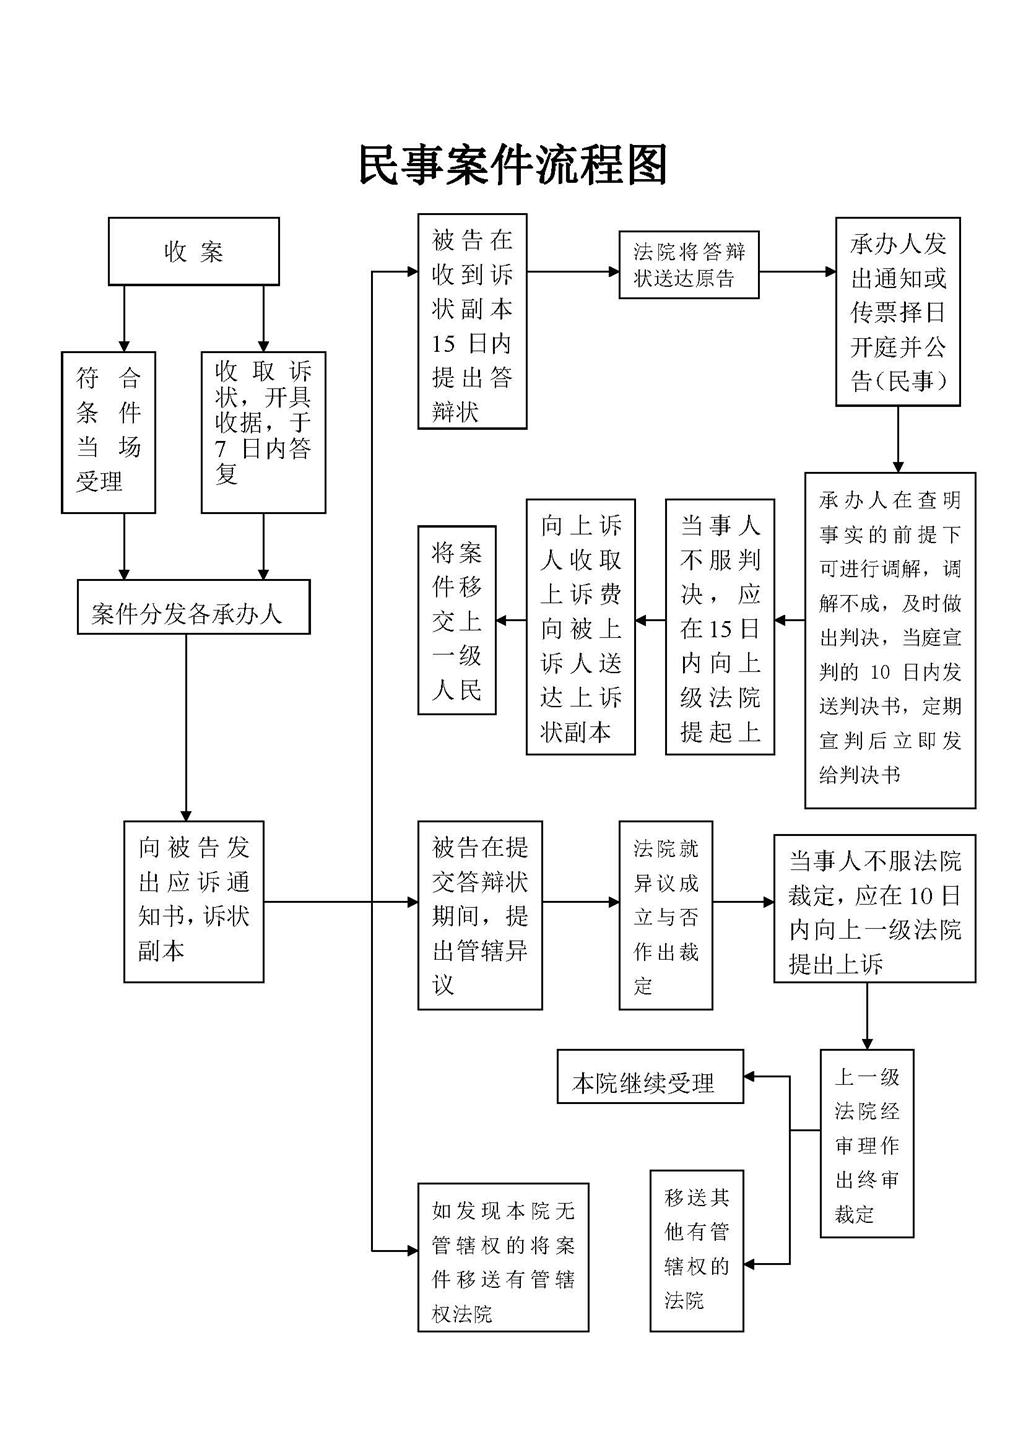 民事案件流程图
收 案
符合
条件
当场
受理
收取诉
状，开具
收据，于
7 日内答
复
案件分发各承办人
向被告发
出应诉通
知书，诉状
副本
被告在
收到诉
状副本
15 日内
提出答
辩状
法院将答辩
状送达原告
承办人发
出通知或
传票择日
开庭并公
告（民事）
承办人在查明
事实的前提下
可进行调解，调
解不成，及时做
出判决，当庭宣
判的 10 日内发
送判决书，定期
宣判后立即发
给判决书
当事人
不服判
决，应
在15日
内向上
级法院
提起上
向上诉
人收取
上诉费
向被上
诉人送
达上诉
状副本
将案
件移
交上
一级
人民
被告在提
交答辩状
期间，提
出管辖异
议
法院就
异议成
立与否
作出裁
定
当事人不服法院
裁定，应在10日
内向上一级法院
提出上诉
上一级
法院经
审理作
出终审
裁定
本院继续受理
移送其
他有管
辖权的
法院
如发现本院无
管辖权的将案
件移送有管辖
权法院